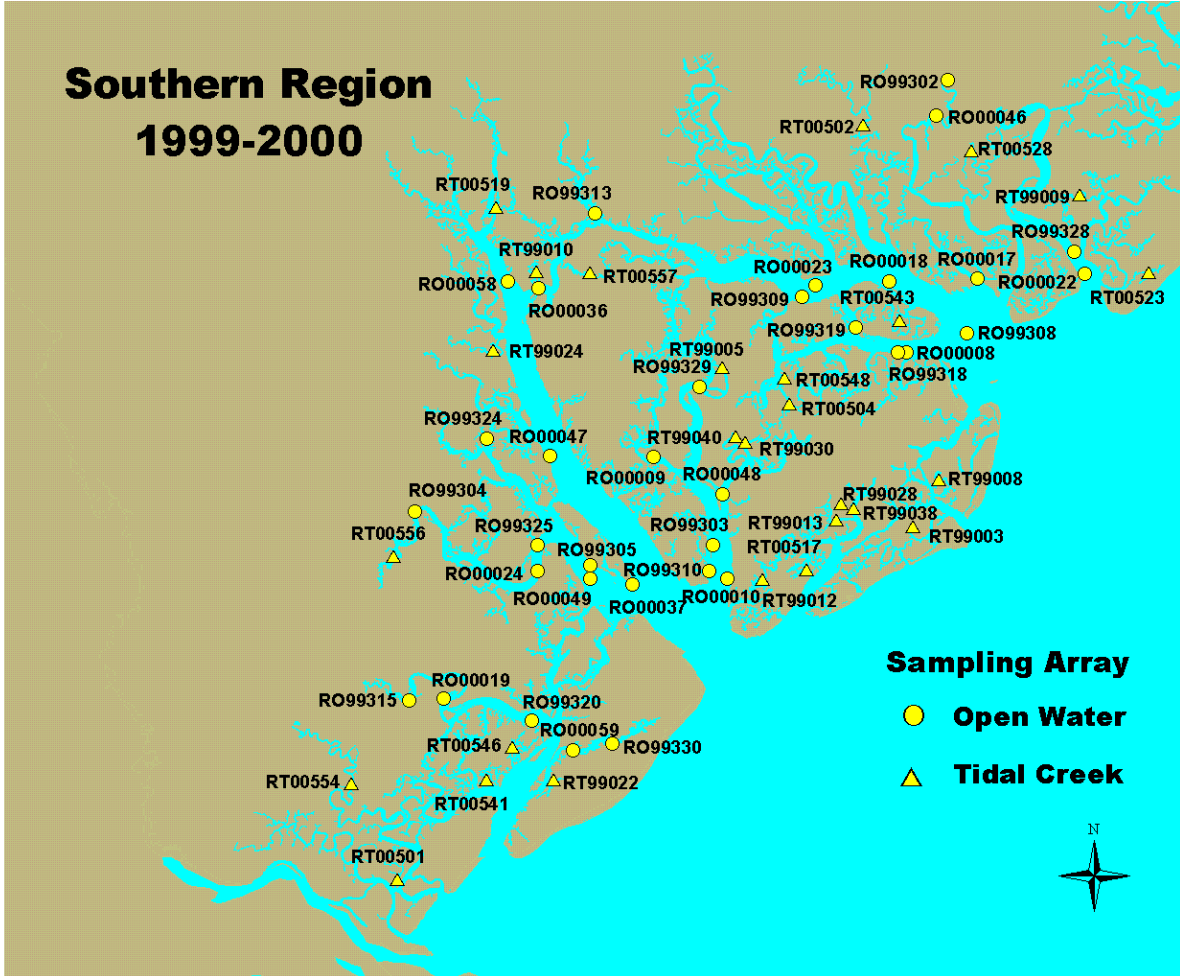 Southern Region
1999-2000
RO99302
RO00046
RT00502
RT00528
RT00519
RO99313
RT99009
RO99328
RT99010
RO00058
RT00557
RO00036
RO00023
RO00018
RO00017
RO00022
RT00523
RO99309
RT00543
RO99319
RO99308
RT99024
RT99005
RO99329
RO00008
RO99318
RT00548
RT00504
RO99324
RO00047
RT99040
RT99030
RO00009
RO00048
RT99008
RO99304
RT99028
RT99038
RT99013
RT99003
RO99325
RO99303
RT00556
RO99305
RT00517
RO00024
RO99310
RO00049
RO00037
RO00010
RT99012
Sampling Array
Open Water
Tidal Creek
RO00019
RO99315
RO99320
RO00059
RT00546
RO99330
RT00554
RT00541
RT99022
RT00501
N